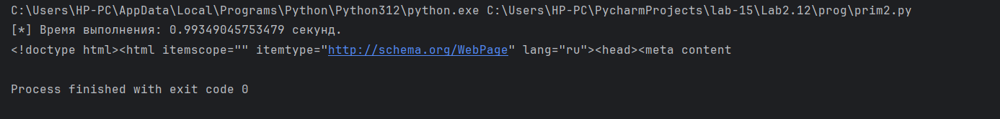 C:\Users\HP-PC\AppData\Local\Programs\Python\Python312\python.exe C:\Users\HP-PC\PycharmProjects\lab-15\Lab2.12\prog\prim2.py
[*] Время выполнения: 0.99349045753479 секунд.
<!doctype html><html itemscope="" itemtype="http://schema.org/WebPage" lang="ru"><head><meta content
Process finished with exit code 0